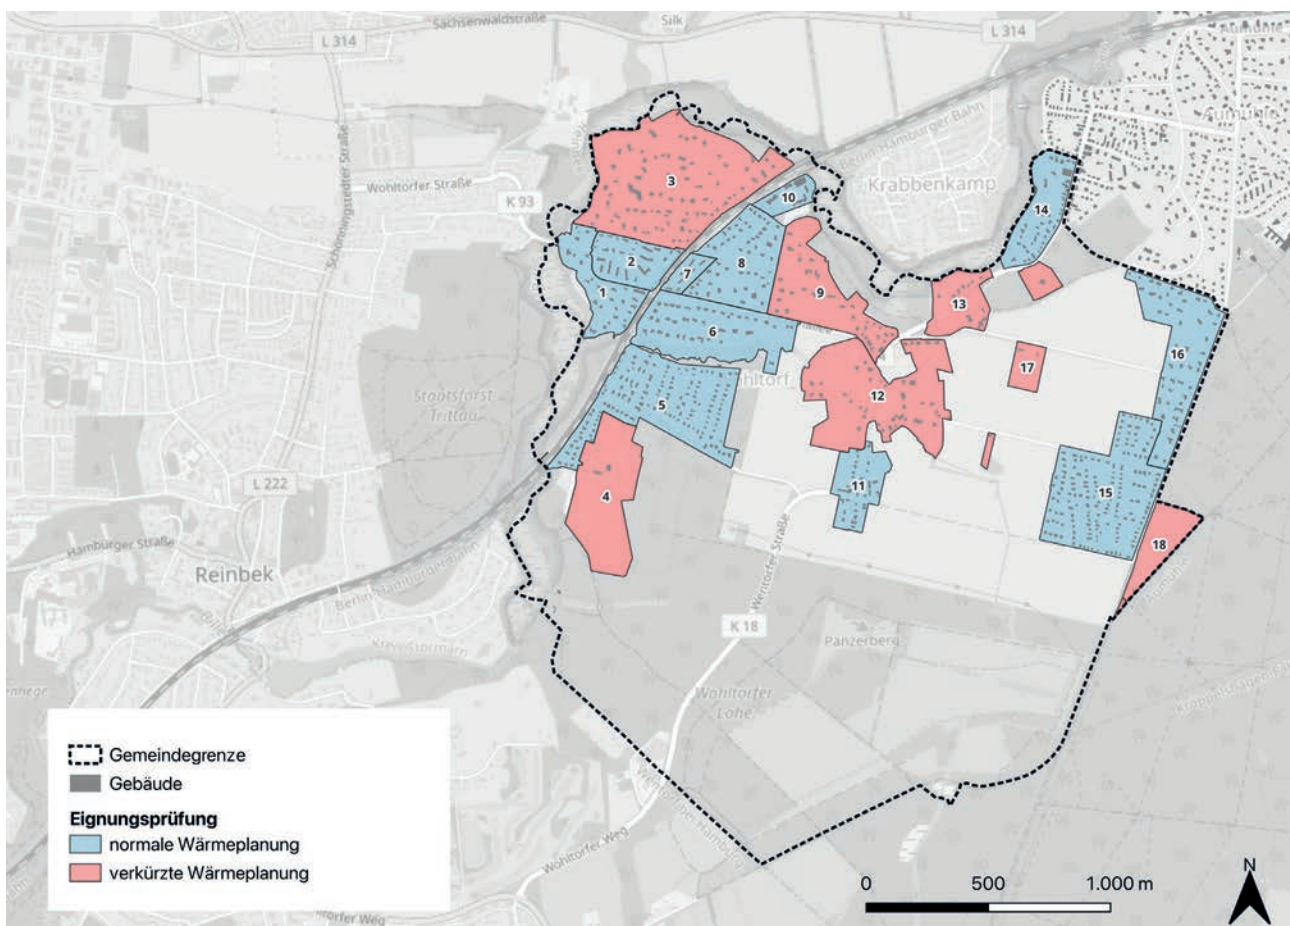 Sachsenwaldstraße
Silk
L 314
L 314
Aumühle
Aumühle
Schönningstedter Straße
Wohltorfer Straße
K 93
Berlin-Hamburger Bahn
Krabbenkamp
3
10
14
2
7
8
1
9
13
6
16
17
5
12
Staatsforst
Trittau
4
11
15
L 222
18
Hamburger Straße
Reinbek
Wentorfer Straße
K 18
Panzerberg
Kreis Stormarn
Wohltorfer
Lohe
Wohltorfer Weg
Gemeindegrenze
Gebäude
Eignungsprüfung
normale Wärmeplanung
verkürzte Wärmeplanung
0 500 1.000 m
N